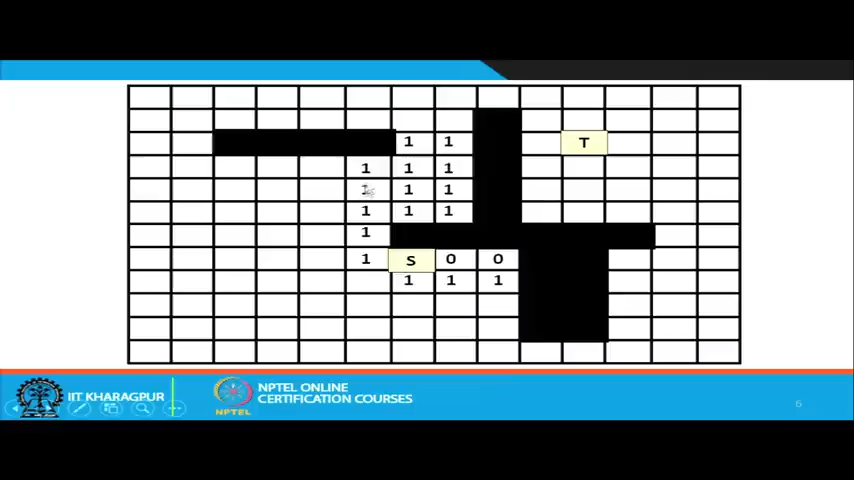 1 1 T
1 1 1
1 1 1
1 1 1
1
1 S 0 0
1 1 1
IIT KHARAGPUR
NPTEL
NPTEL ONLINE
CERTIFICATION COURSES
6